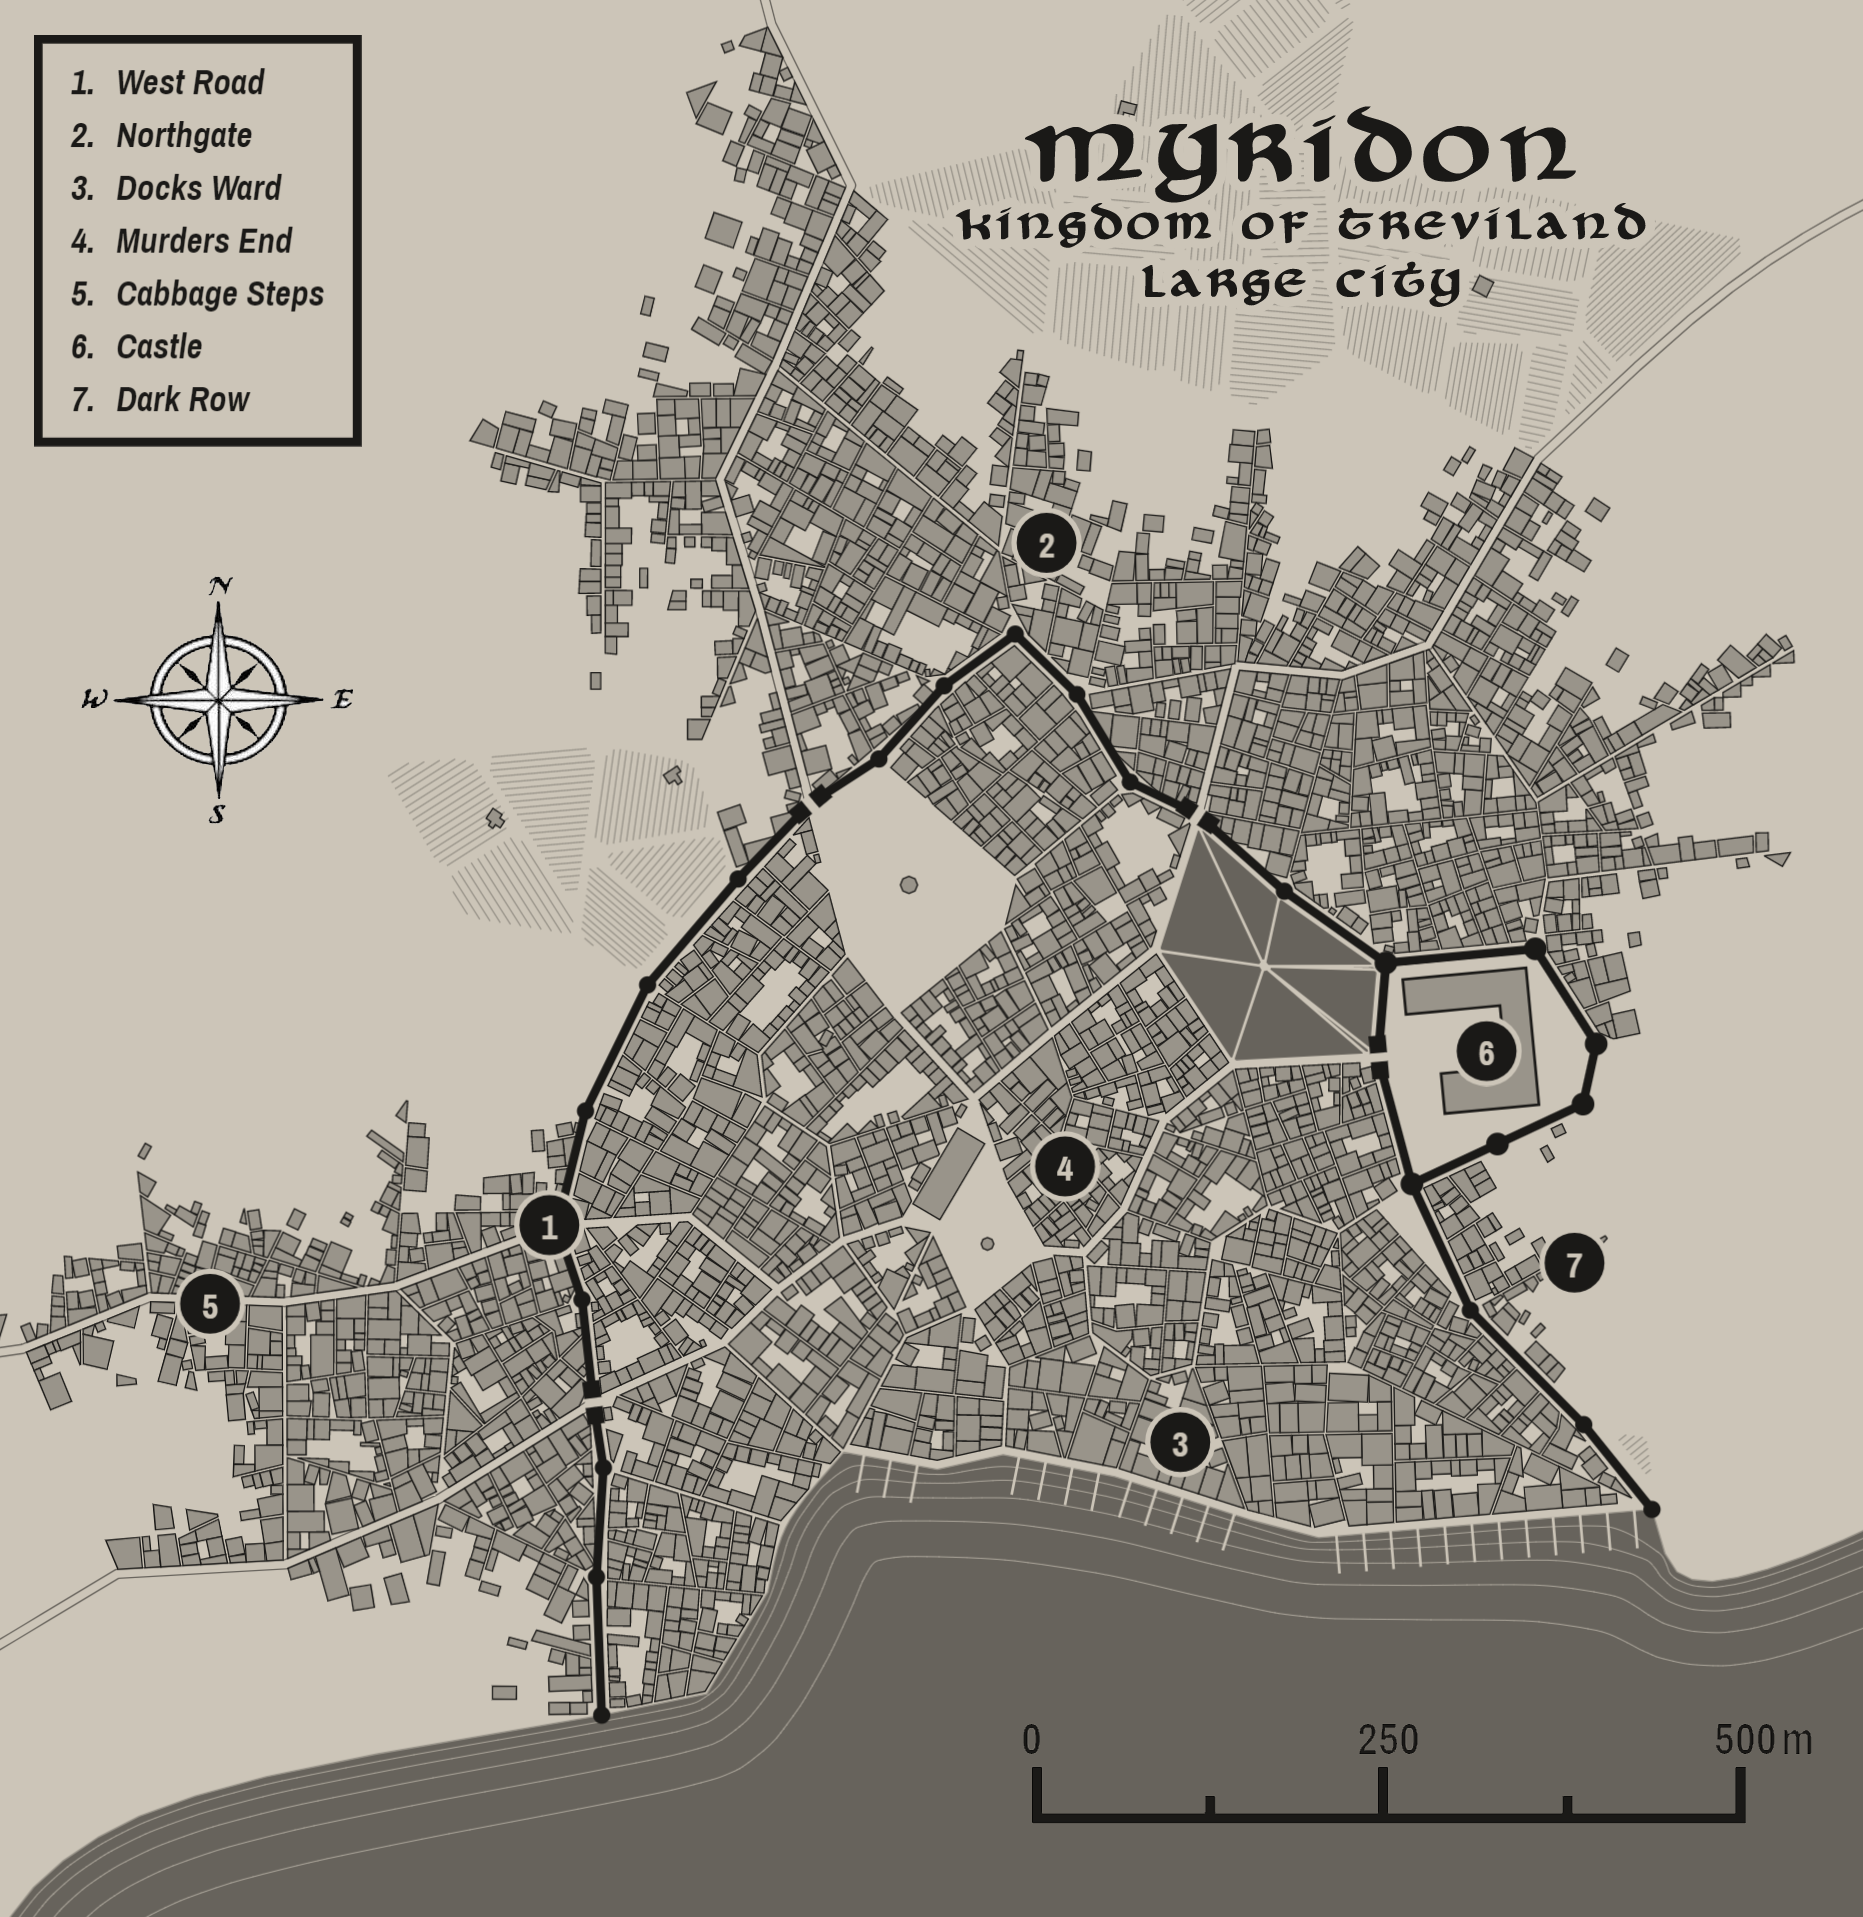 1. West Road
2. Northgate
3. Docks Ward
4. Murders End
5. Cabbage Steps
6. Castle
7. Dark Row
Myridon
Kingdom of Treviland
Large City
N
W E
S
2
6
4
1
7
5
3
0 250 500 m